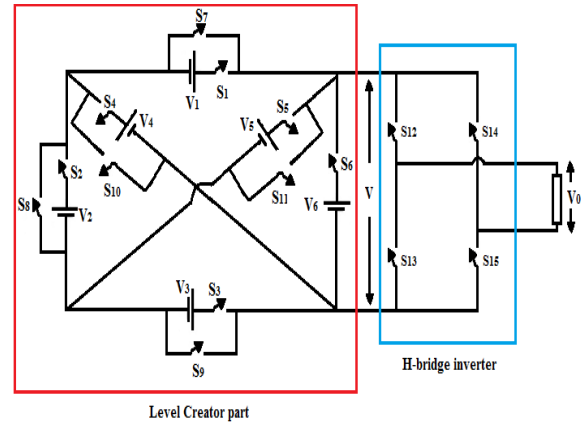 S7
V1
S1
S4
V4
V5
S5
S2
S10
S11
S6
S8
V2
V6
V
V3
S3
S9
S12
S14
S13
S15
V0
H-bridge inverter
Level Creator part